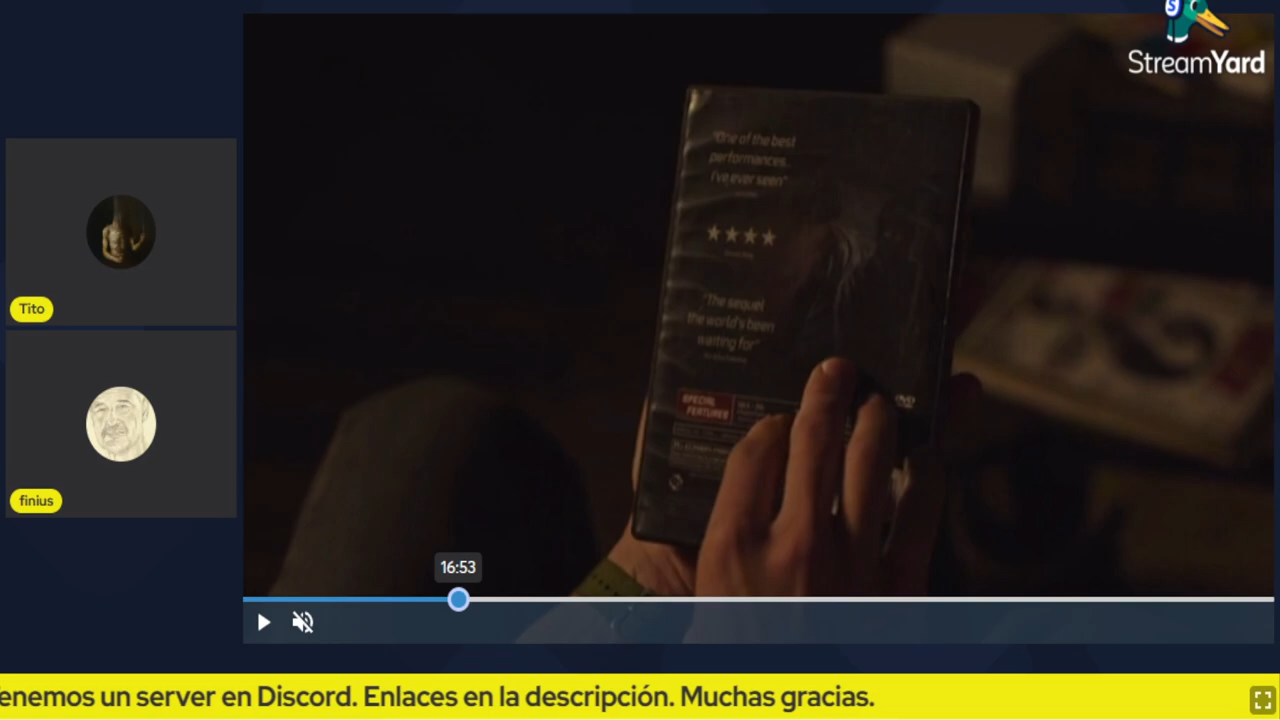 StreamYard
"One of the best
performances...
I've ever seen"
"The sequel
the world's been
waiting for"
SPECIAL
FEATURES
DVD
Tito
finius
16:53
enemos un server en Discord. Enlaces en la descripción. Muchas gracias.